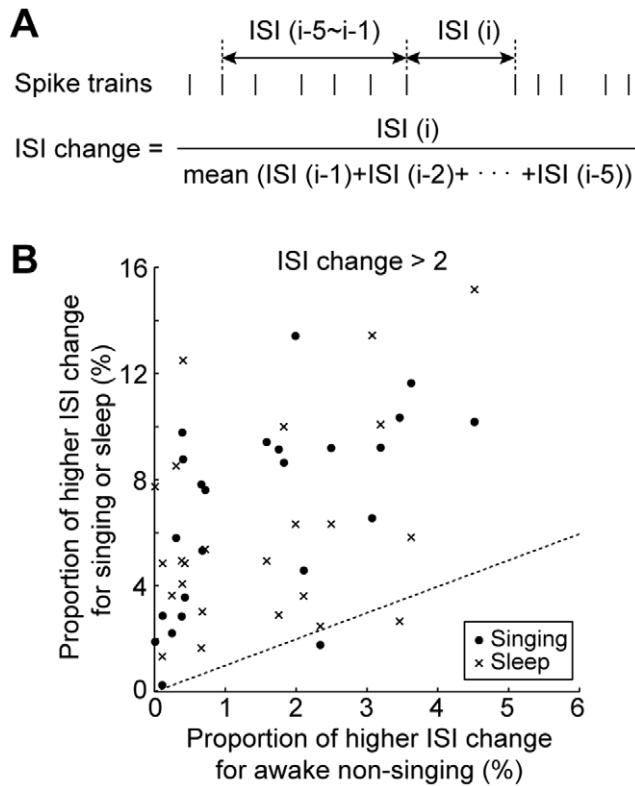 A
ISI (i-5~i-1) ISI (i)
Spike trains
ISI change = ISI (i)
mean (ISI (i-1)+ISI (i-2)+ · · · +ISI (i-5))
B
ISI change > 2
16
12
8
4
0
Proportion of higher ISI change
for singing or sleep (%)
Singing
Sleep
0 1 2 3 4 5 6
Proportion of higher ISI change
for awake non-singing (%)